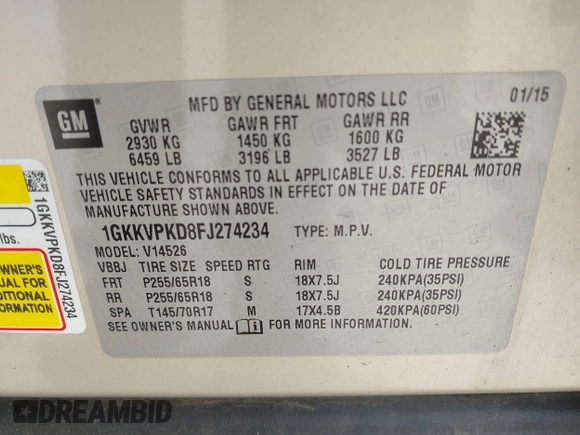 GM
MFD BY GENERAL MOTORS LLC 01/15
GVWR GAWR FRT GAWR RR
2930 KG 1450 KG 1600 KG
6459 LB 3196 LB 3527 LB
THIS VEHICLE CONFORMS TO ALL APPLICABLE U.S. FEDERAL MOTOR
VEHICLE SAFETY STANDARDS IN EFFECT ON THE DATE OF
MANUFACTURE SHOWN ABOVE.
1GKKVPKD8FJ274234 TYPE: M.P.V.
MODEL: V14526
VBBJ TIRE SIZE SPEED RTG RIM COLD TIRE PRESSURE
FRT P255/65R18 S 18X7.5J 240KPA(35PSI)
RR P255/65R18 S 18X7.5J 240KPA(35PSI)
SPA T145/70R17 M 17X4.5B 420KPA(60PSI)
SEE OWNER'S MANUAL FOR MORE INFORMATION.
1GKKVPKD8FJ274234
lbs.
OWNER'S
FOR
INFORMATION
DREAMBID